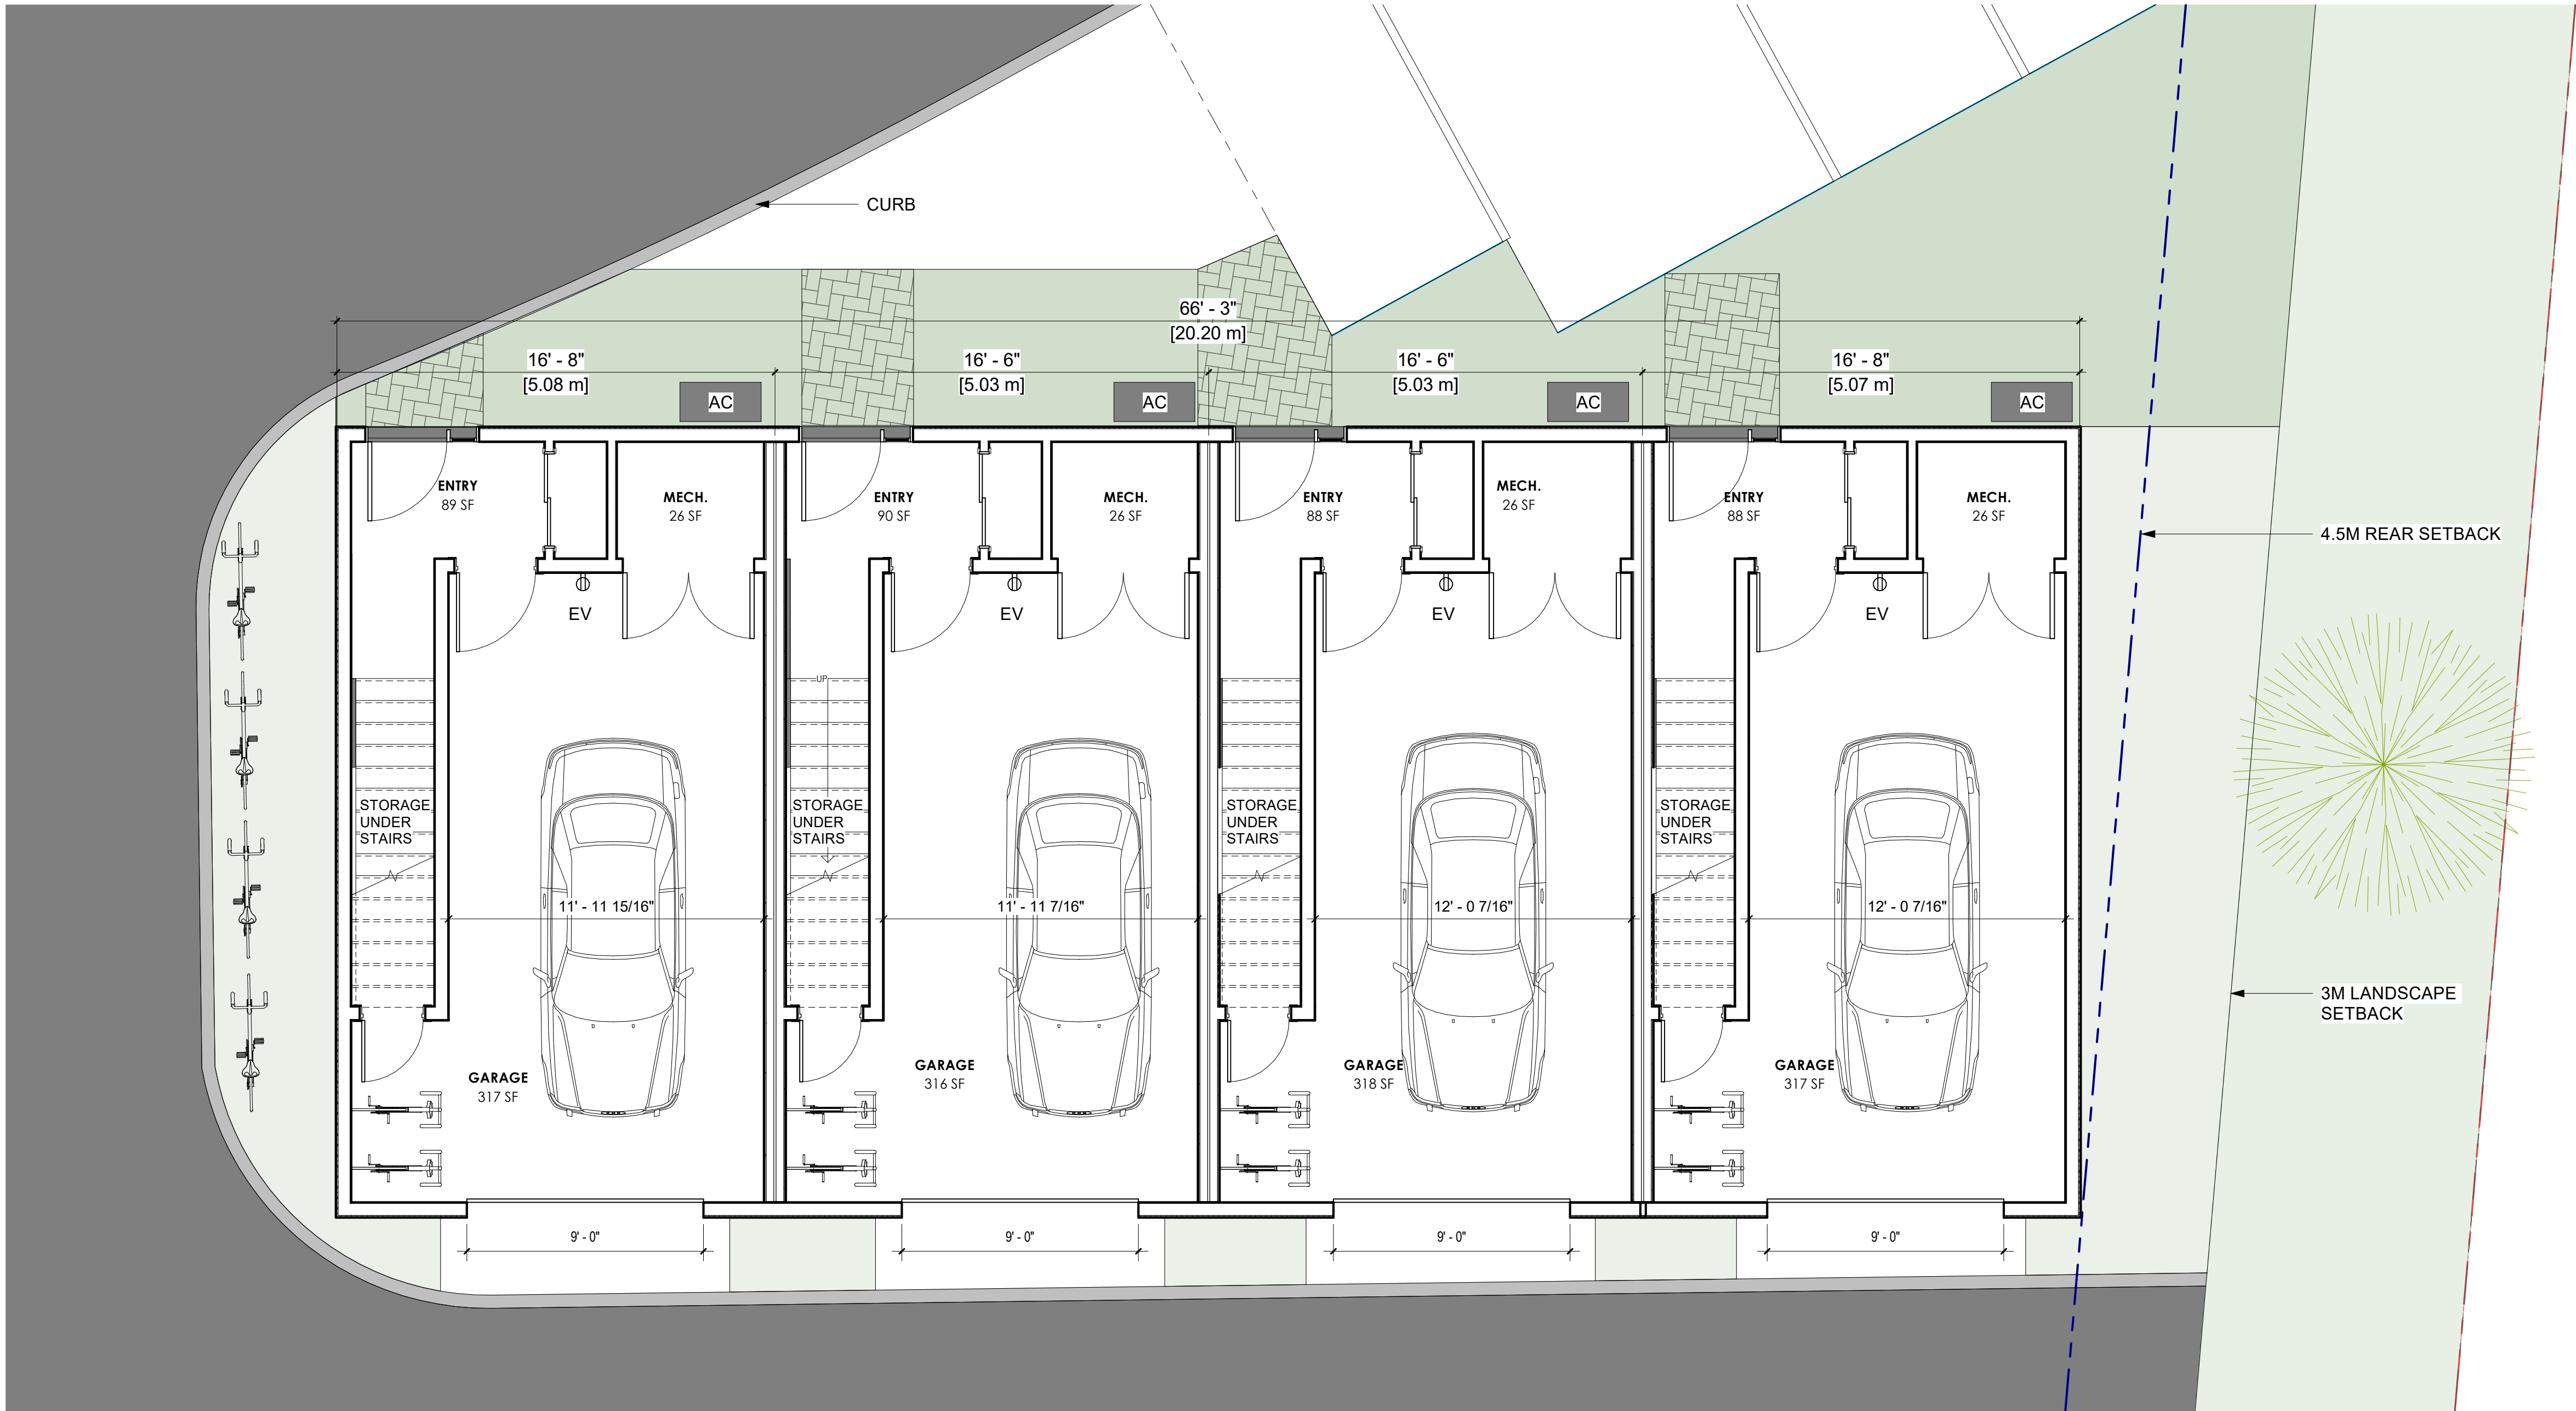 CURB
66' - 3"
[20.20 m]
16' - 8"
[5.08 m]
16' - 6"
[5.03 m]
16' - 6"
[5.03 m]
16' - 8"
[5.07 m]
AC
AC
AC
AC
ENTRY
89 SF
MECH.
26 SF
ENTRY
90 SF
MECH.
26 SF
ENTRY
88 SF
MECH.
26 SF
ENTRY
88 SF
MECH.
26 SF
4.5M REAR SETBACK
EV
EV
EV
EV
UP
STORAGE
UNDER
STAIRS
STORAGE
UNDER
STAIRS
STORAGE
UNDER
STAIRS
STORAGE
UNDER
STAIRS
11' - 11 15/16"
11' - 11 7/16"
12' - 0 7/16"
12' - 0 7/16"
3M LANDSCAPE
SETBACK
GARAGE
317 SF
GARAGE
316 SF
GARAGE
318 SF
GARAGE
317 SF
9' - 0"
9' - 0"
9' - 0"
9' - 0"